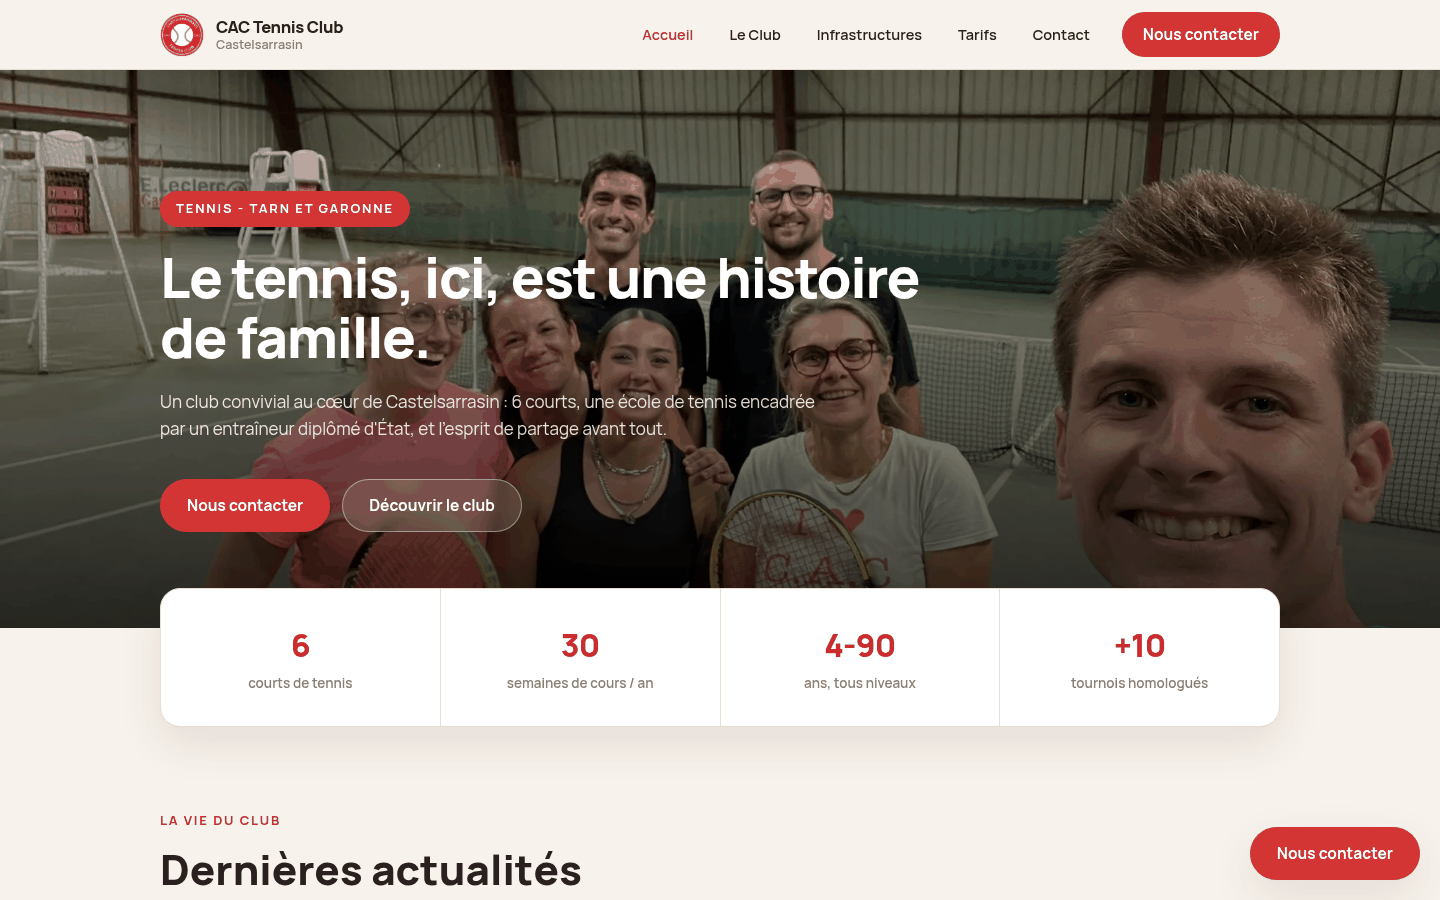 CAC Tennis Club
Castelsarrasin
Accueil
Le Club
Infrastructures
Tarifs
Contact
Nous contacter
E.Leclerc
TENNIS - TARN ET GARONNE
Le tennis, ici, est une histoire
de famille.
Un club convivial au cœur de Castelsarrasin : 6 courts, une école de tennis encadrée
par un entraîneur diplômé d'État, et l'esprit de partage avant tout.
Nous contacter
Découvrir le club
I
C.A.C
6
courts de tennis
30
semaines de cours / an
4-90
ans, tous niveaux
+10
tournois homologués
LA VIE DU CLUB
Dernières actualités
Nous contacter